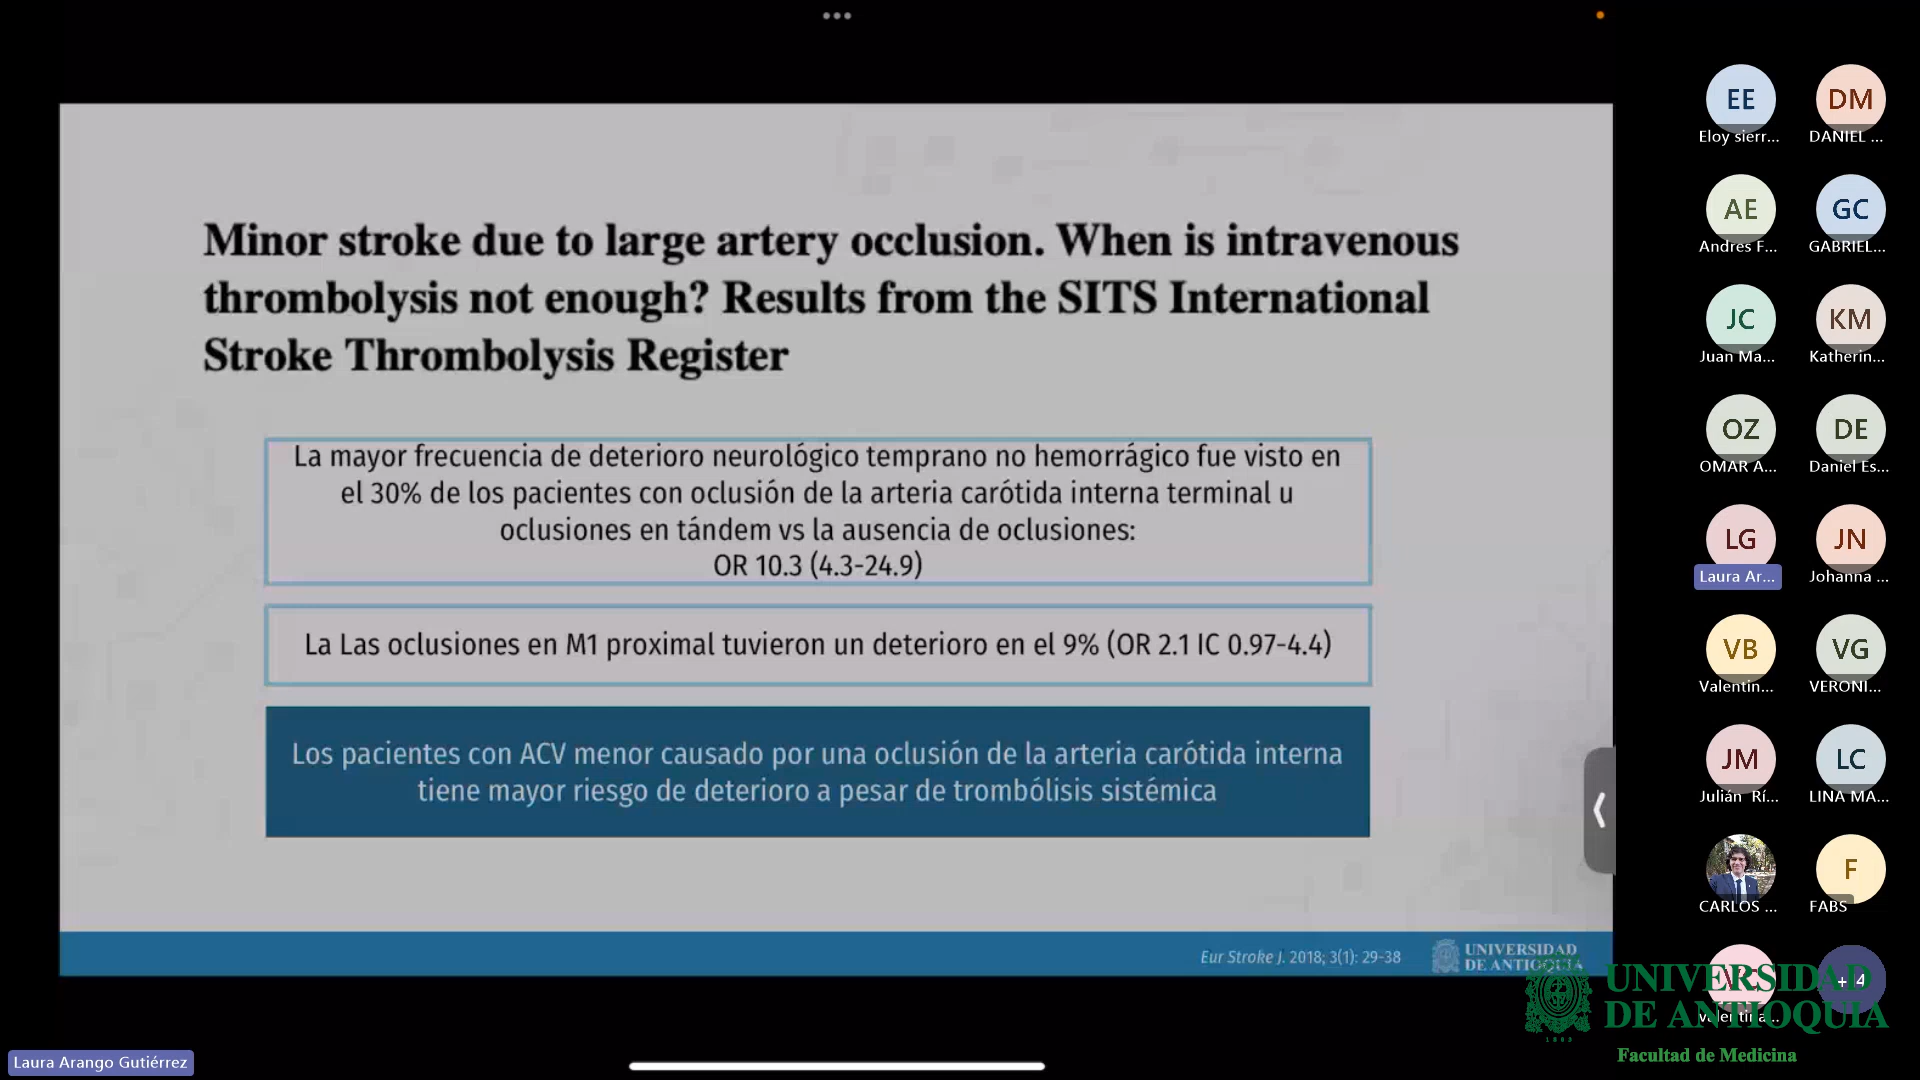 Minor stroke due to large artery occlusion. When is intravenous
thrombolysis not enough? Results from the SITS International
Stroke Thrombolysis Register
La mayor frecuencia de deterioro neurológico temprano no hemorrágico fue visto en
el 30% de los pacientes con oclusión de la arteria carótida interna terminal u
oclusiones en tándem vs la ausencia de oclusiones:
OR 10.3 (4.3-24.9)
La Las oclusiones en M1 proximal tuvieron un deterioro en el 9% (OR 2.1 IC 0.97-4.4)
Los pacientes con ACV menor causado por una oclusión de la arteria carótida interna
tiene mayor riesgo de deterioro a pesar de trombólisis sistémica
Eur Stroke J. 2018; 3(1): 29-38
UNIVERSIDAD
DE ANTIOQUIA
EE
Eloy sierr...
DM
DANIEL ...
AE
Andres F...
GC
GABRIEL...
JC
Juan Ma...
KM
Katherin...
OZ
OMAR A...
DE
Daniel Es...
LG
Laura Ar...
JN
Johanna ...
VB
Valentin...
VG
VERONI...
JM
Julián Rí...
LC
LINA MA...
CARLOS ...
F
FABS
valentina...
UNIVERSIDAD
DE ANTIOQUIA
1803
Facultad de Medicina
Laura Arango Gutiérrez